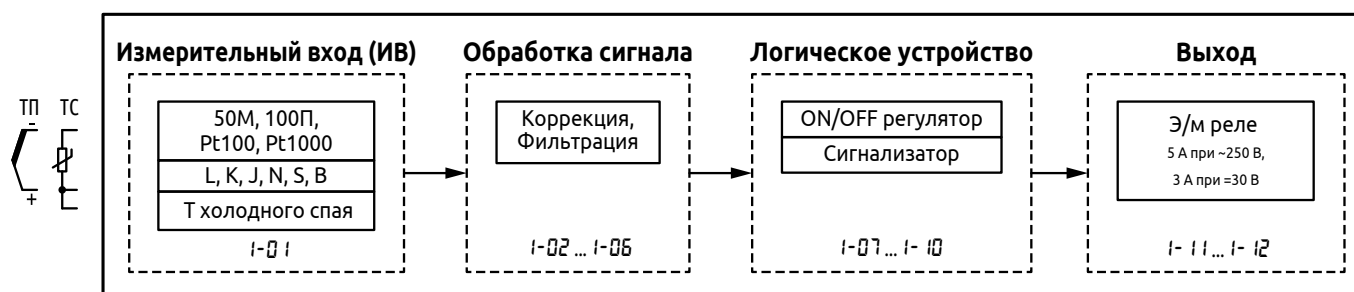 Измерительный вход (ИВ)
Обработка сигнала
Логическое устройство
Выход
ТП
ТС
-
+
50М, 100П,
Pt100, Pt1000
L, K, J, N, S, B
Т холодного спая
1-01
Коррекция,
Фильтрация
1-02 ... 1-06
ON/OFF регулятор
Сигнализатор
1-07 ... 1-10
Э/м реле
5 А при ~250 В,
3 А при =30 В
1-11 ... 1-12